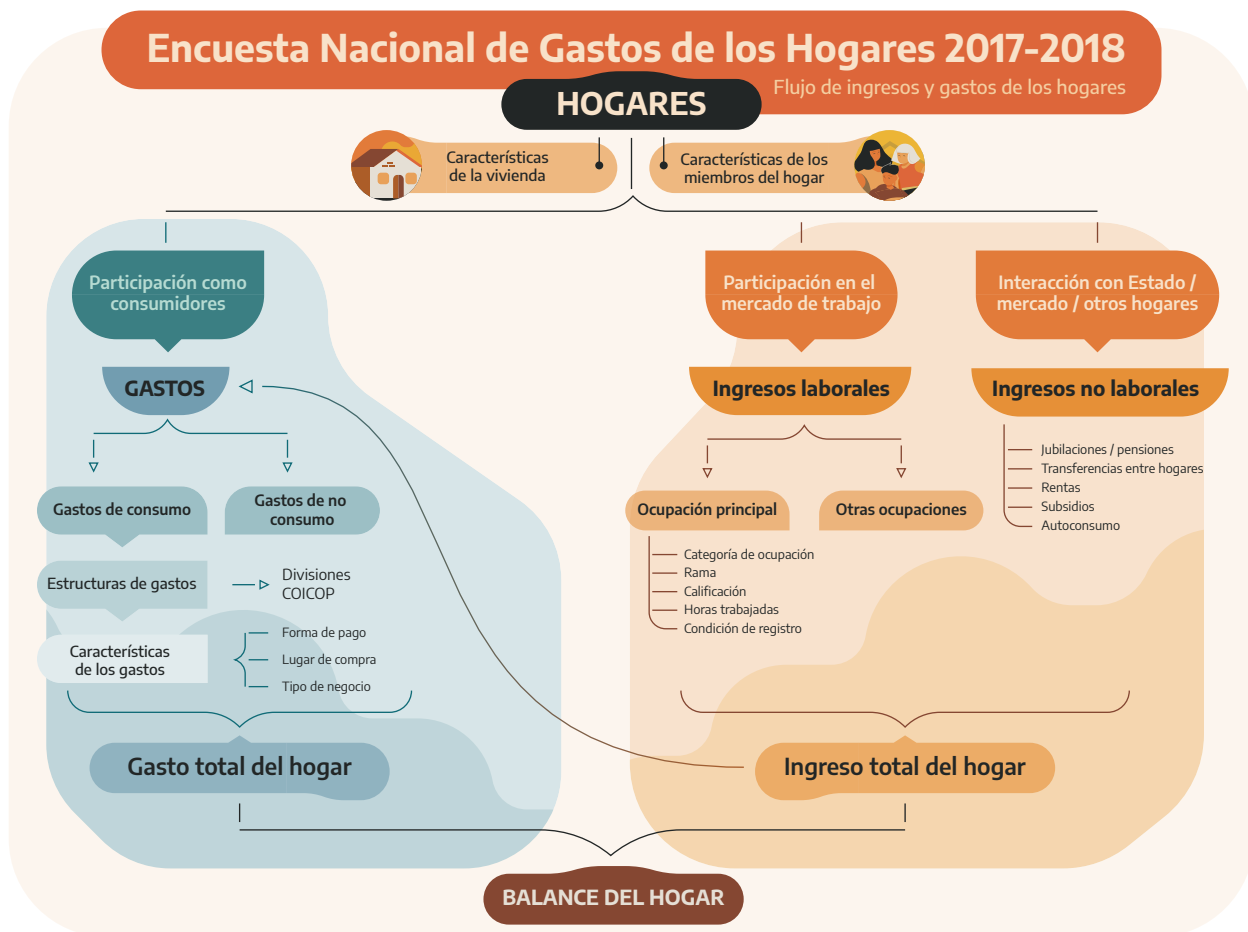 Encuesta Nacional de Gastos de los Hogares 2017-2018
Flujo de ingresos y gastos de los hogares
HOGARES
Características
de la vivienda
Características de los
miembros del hogar
Participación como
consumidores
GASTOS
Gastos de consumo
Gastos de no
consumo
Estructuras de gastos
Divisiones
COICOP
Características
de los gastos
Forma de pago
Lugar de compra
Tipo de negocio
Gasto total del hogar
Participación en el
mercado de trabajo
Ingresos laborales
Ocupación principal
Categoría de ocupación
Rama
Calificación
Horas trabajadas
Condición de registro
Otras ocupaciones
Interacción con Estado /
mercado / otros hogares
Ingresos no laborales
Jubilaciones / pensiones
Transferencias entre hogares
Rentas
Subsidios
Autoconsumo
Ingreso total del hogar
BALANCE DEL HOGAR